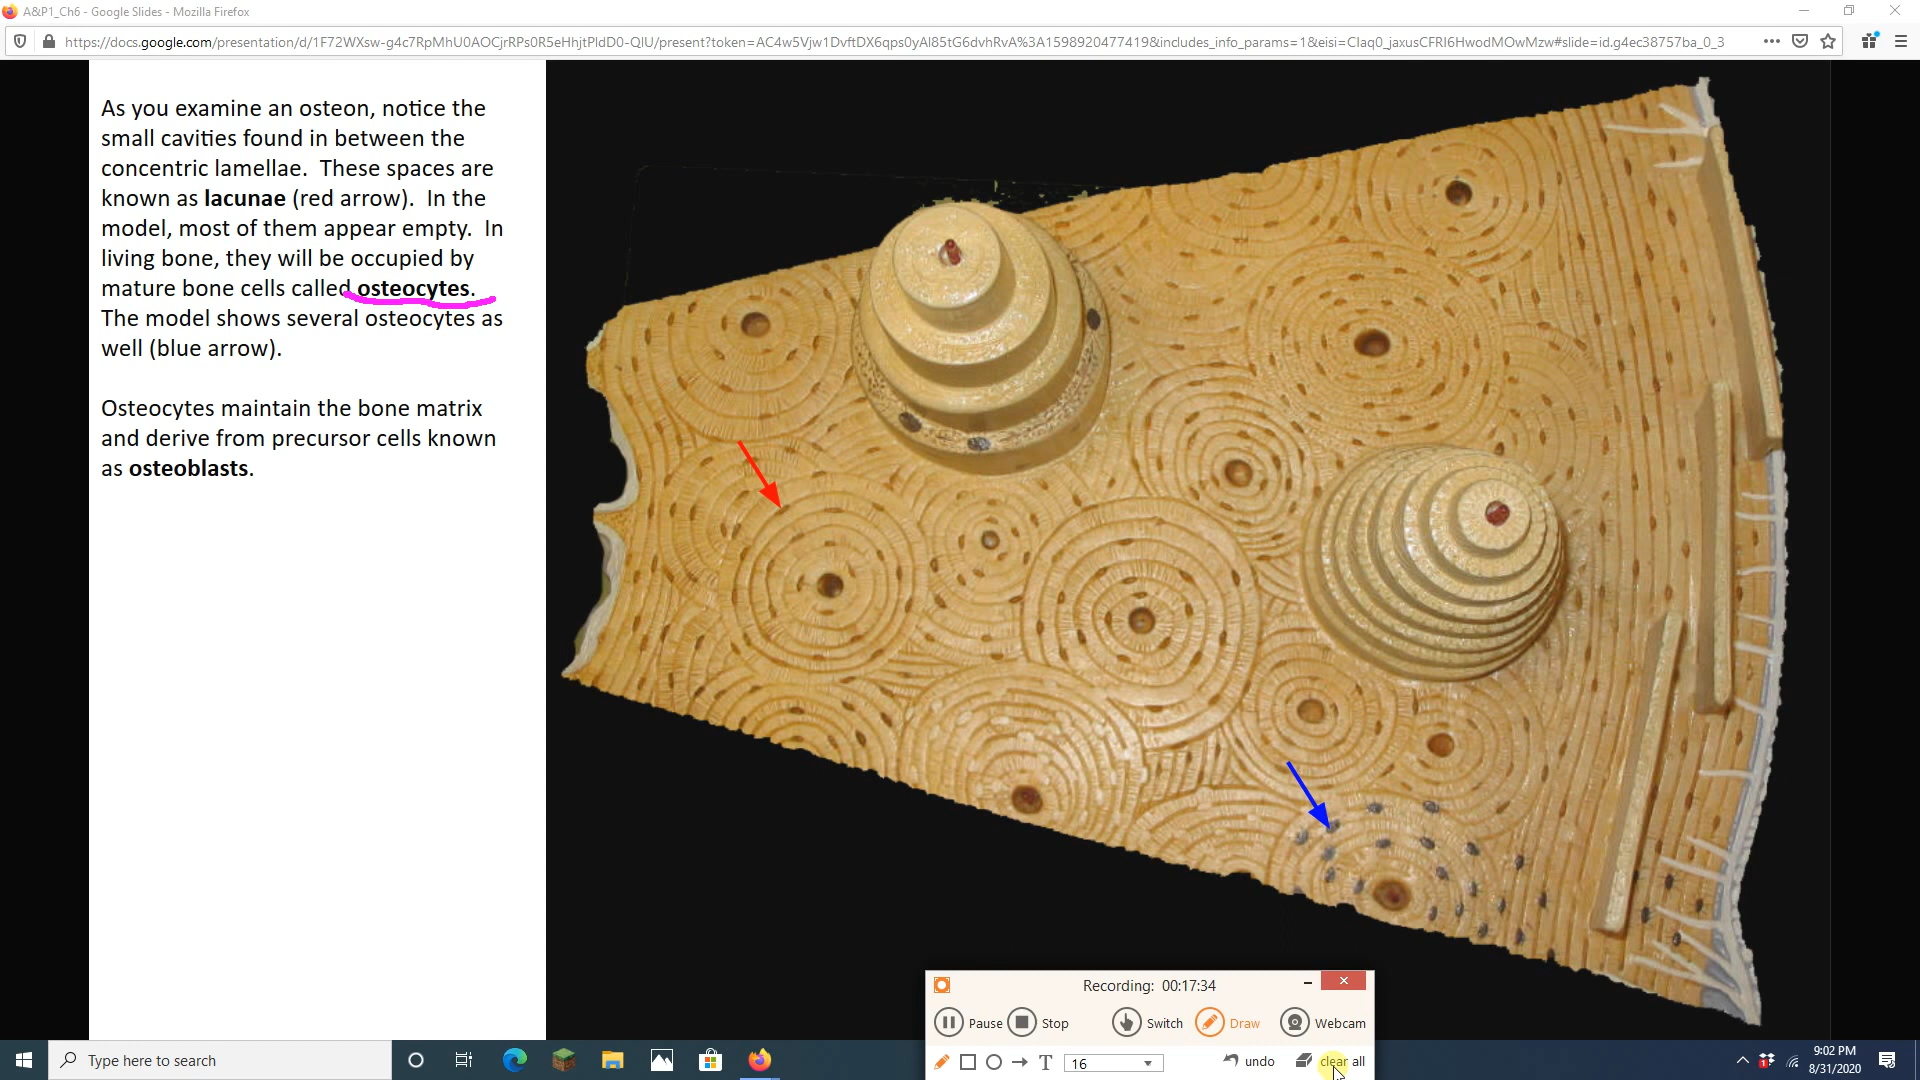 A&P1_Ch6 - Google Slides - Mozilla Firefox
https://docs.google.com/presentation/d/1F72WXsw-g4c7RpMhU0AOCjrRPs0R5eHhjtPldD0-QIU/present?token=AC4w5Vjw1DvftDX6qps0yAl85tG6dvhRvA%3A1598920477419&includes_info_params=1&eisi=CIaq0_jaxusCFRI6HwodMOwMzw#slide=id.g4ec38757ba_0_3
As you examine an osteon, notice the
small cavities found in between the
concentric lamellae. These spaces are
known as lacunae (red arrow). In the
model, most of them appear empty. In
living bone, they will be occupied by
mature bone cells called osteocytes.
The model shows several osteocytes as
well (blue arrow).
Osteocytes maintain the bone matrix
and derive from precursor cells known
as osteoblasts.
Recording: 00:17:34
Pause Stop Switch Draw Webcam
T 16 undo clear all
Type here to search
1
9:02 PM
8/31/2020